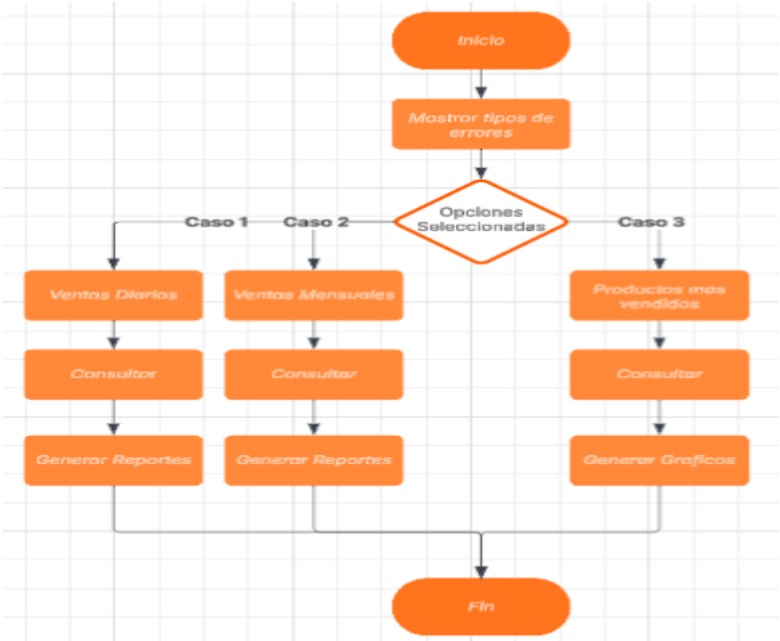 Inicio
Mostrar tipos de
errores
Opciones
Seleccionadas
Caso 1
Caso 2
Caso 3
Ventas Diarias
Ventas Mensuales
Productos mas
vendidos
Consultar
Consultar
Consultar
Generar Reportes
Generar Reportes
Generar Graficos
Fin